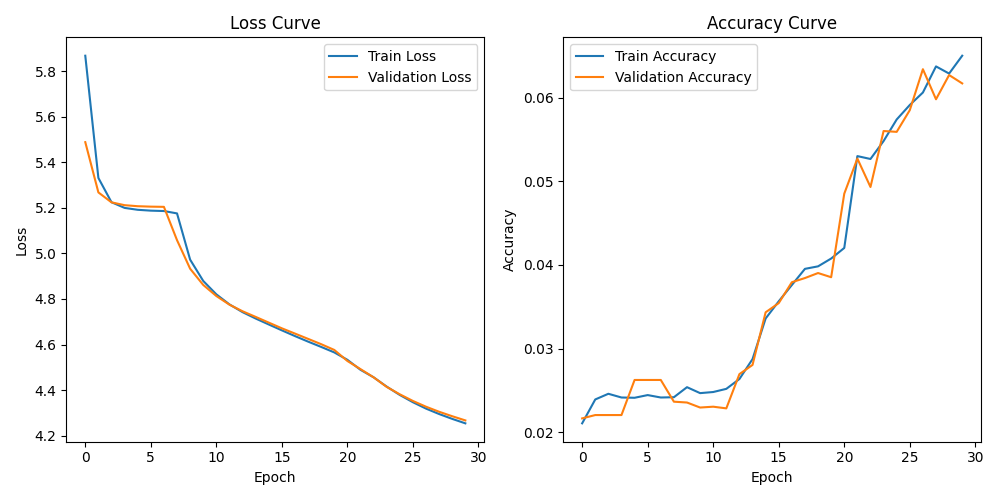 Loss Curve
Train Loss
Validation Loss
5.8
5.6
5.4
5.2
5.0
4.8
4.6
4.4
4.2
Loss
0 5 10 15 20 25 30
Epoch
Accuracy Curve
Train Accuracy
Validation Accuracy
0.06
0.05
0.04
0.03
0.02
Accuracy
0 5 10 15 20 25 30
Epoch